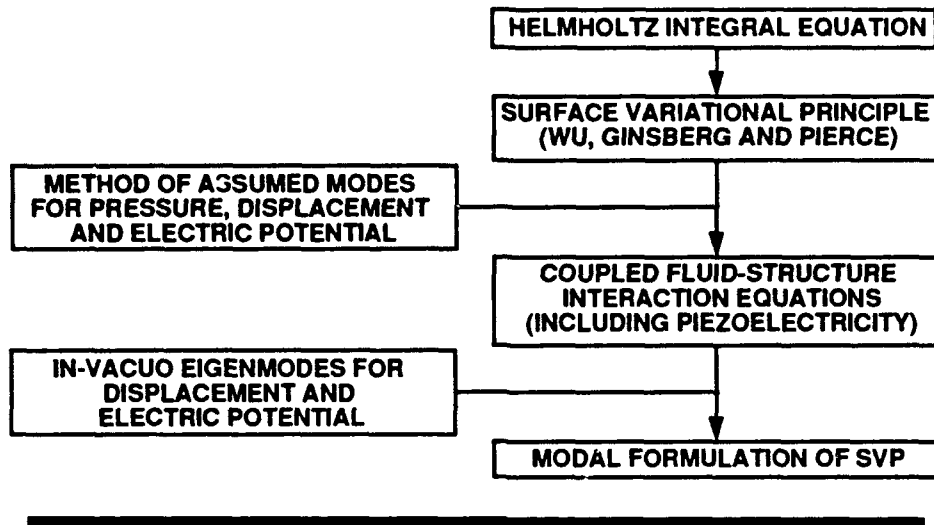 HELMHOLTZ INTEGRAL EQUATION
SURFACE VARIATIONAL PRINCIPLE
(WU, GINSBERG AND PIERCE)
METHOD OF ASSUMED MODES
FOR PRESSURE, DISPLACEMENT
AND ELECTRIC POTENTIAL
COUPLED FLUID-STRUCTURE
INTERACTION EQUATIONS
(INCLUDING PIEZOELECTRICITY)
IN-VACUO EIGENMODES FOR
DISPLACEMENT AND
ELECTRIC POTENTIAL
MODAL FORMULATION OF SVP